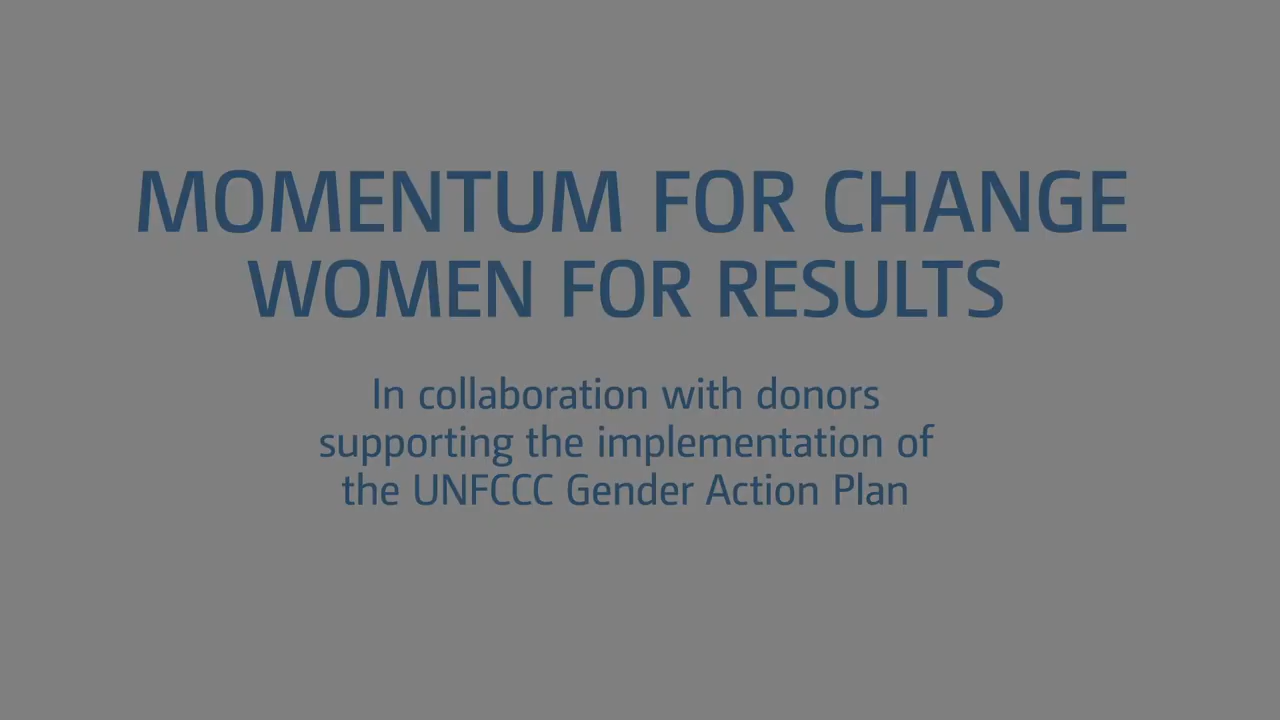 MOMENTUM FOR CHANGE
WOMEN FOR RESULTS
In collaboration with donors
supporting the implementation of
the UNFCCC Gender Action Plan